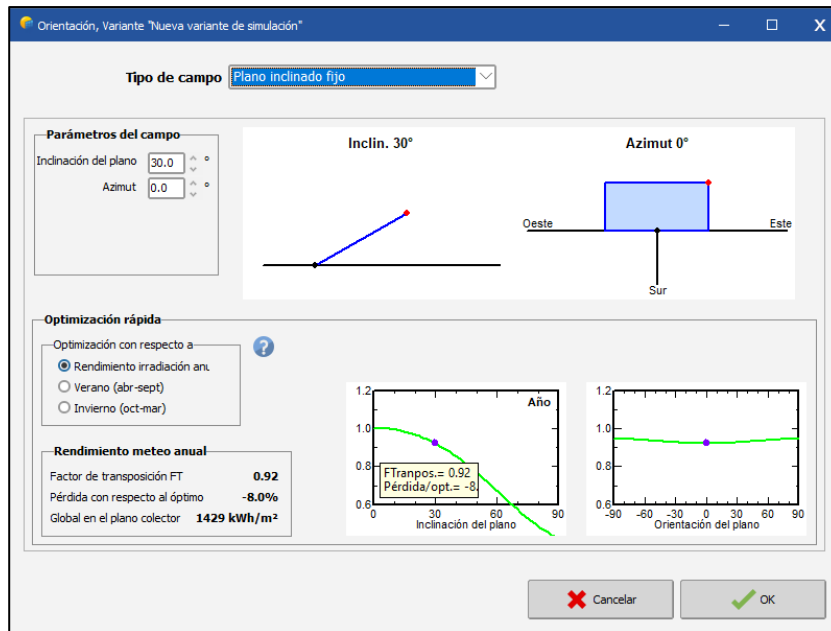 Orientación, Variante "Nueva variante de simulación"
Tipo de campo Plano inclinado fijo
Parámetros del campo
Inclinación del plano 30.0 °
Azimut 0.0 °
Inclin. 30°
Azimut 0°
Oeste
Este
Sur
Optimización rápida
Optimización con respecto a
Rendimiento irradiación anu
Verano (abr-sept)
Invierno (oct-mar)
?
Rendimiento meteo anual
Factor de transposición FT 0.92
Pérdida con respecto al óptimo -8.0%
Global en el plano colector 1429 kWh/m²
1.2
1.0
0.8
0.6
Año
FTranpos.= 0.92
Pérdida/opt.= -8.
0 30 60 90
Inclinación del plano
1.2
1.0
0.8
0.6
-90 -60 -30 0 30 60 90
Orientación del plano
Cancelar
OK